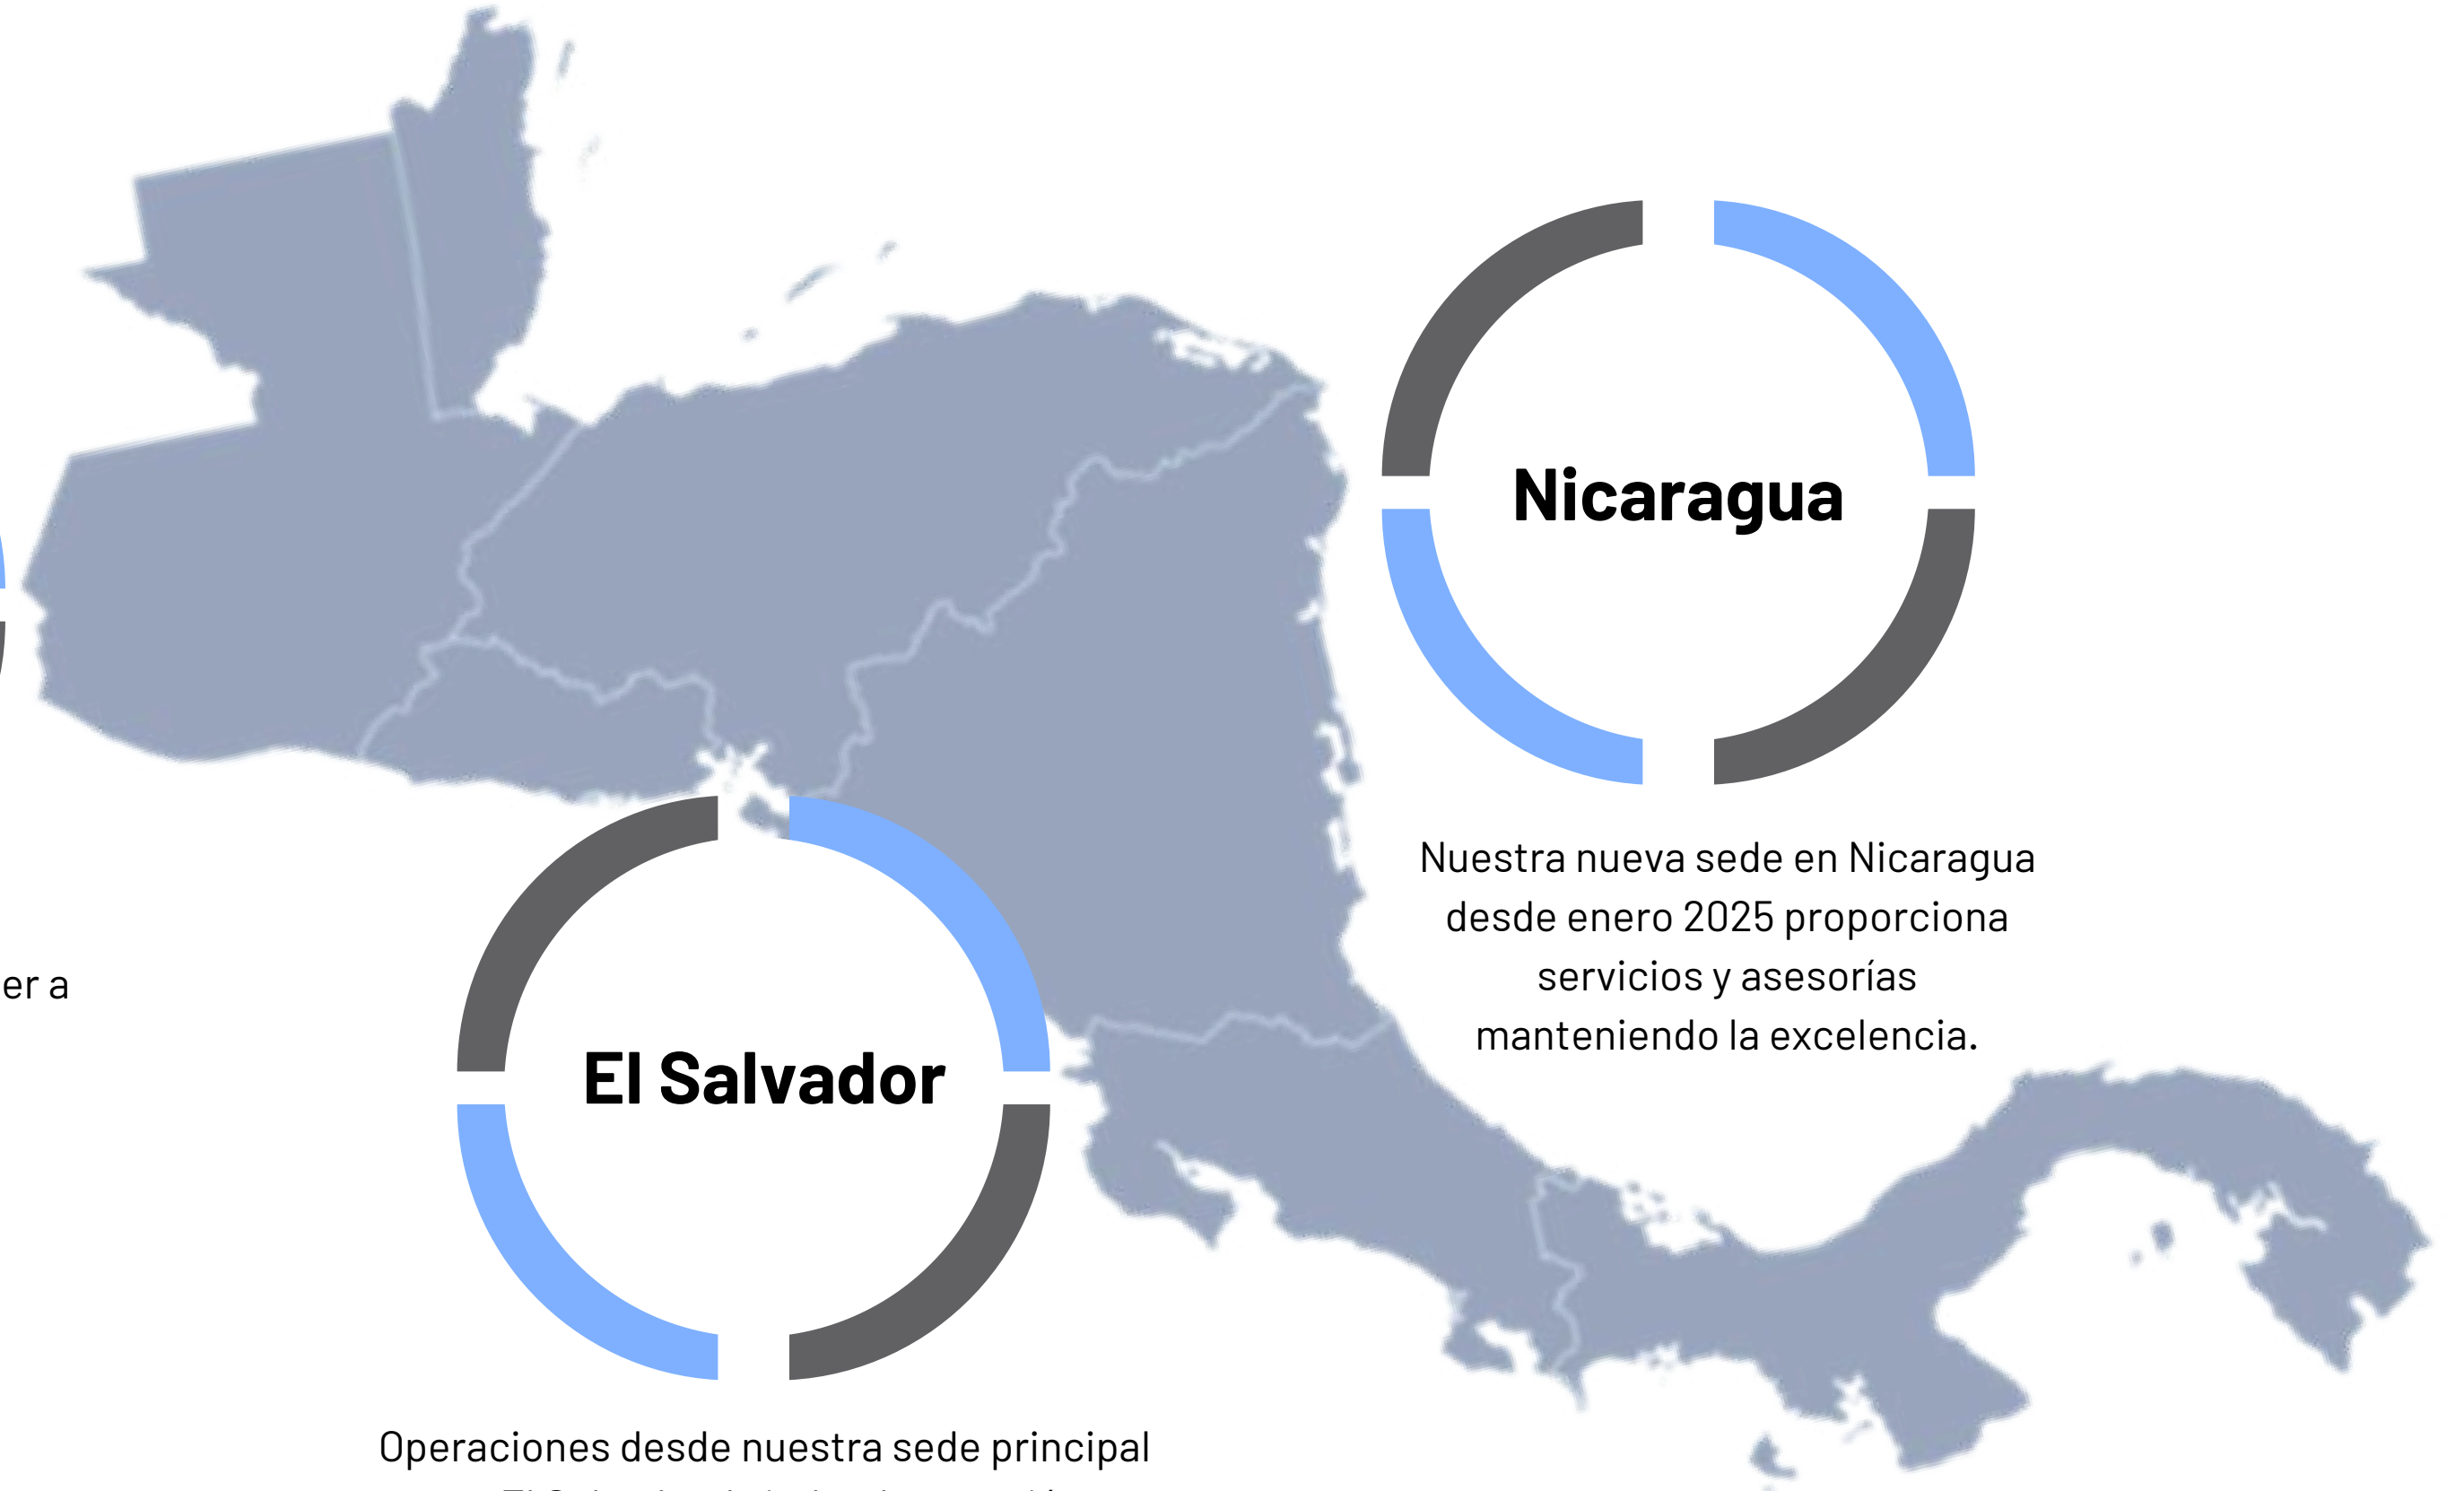 Nicaragua
Nuestra nueva sede en Nicaragua
desde enero 2025 proporciona
servicios y asesorías
manteniendo la excelencia.
er a
El Salvador
Operaciones desde nuestra sede principal